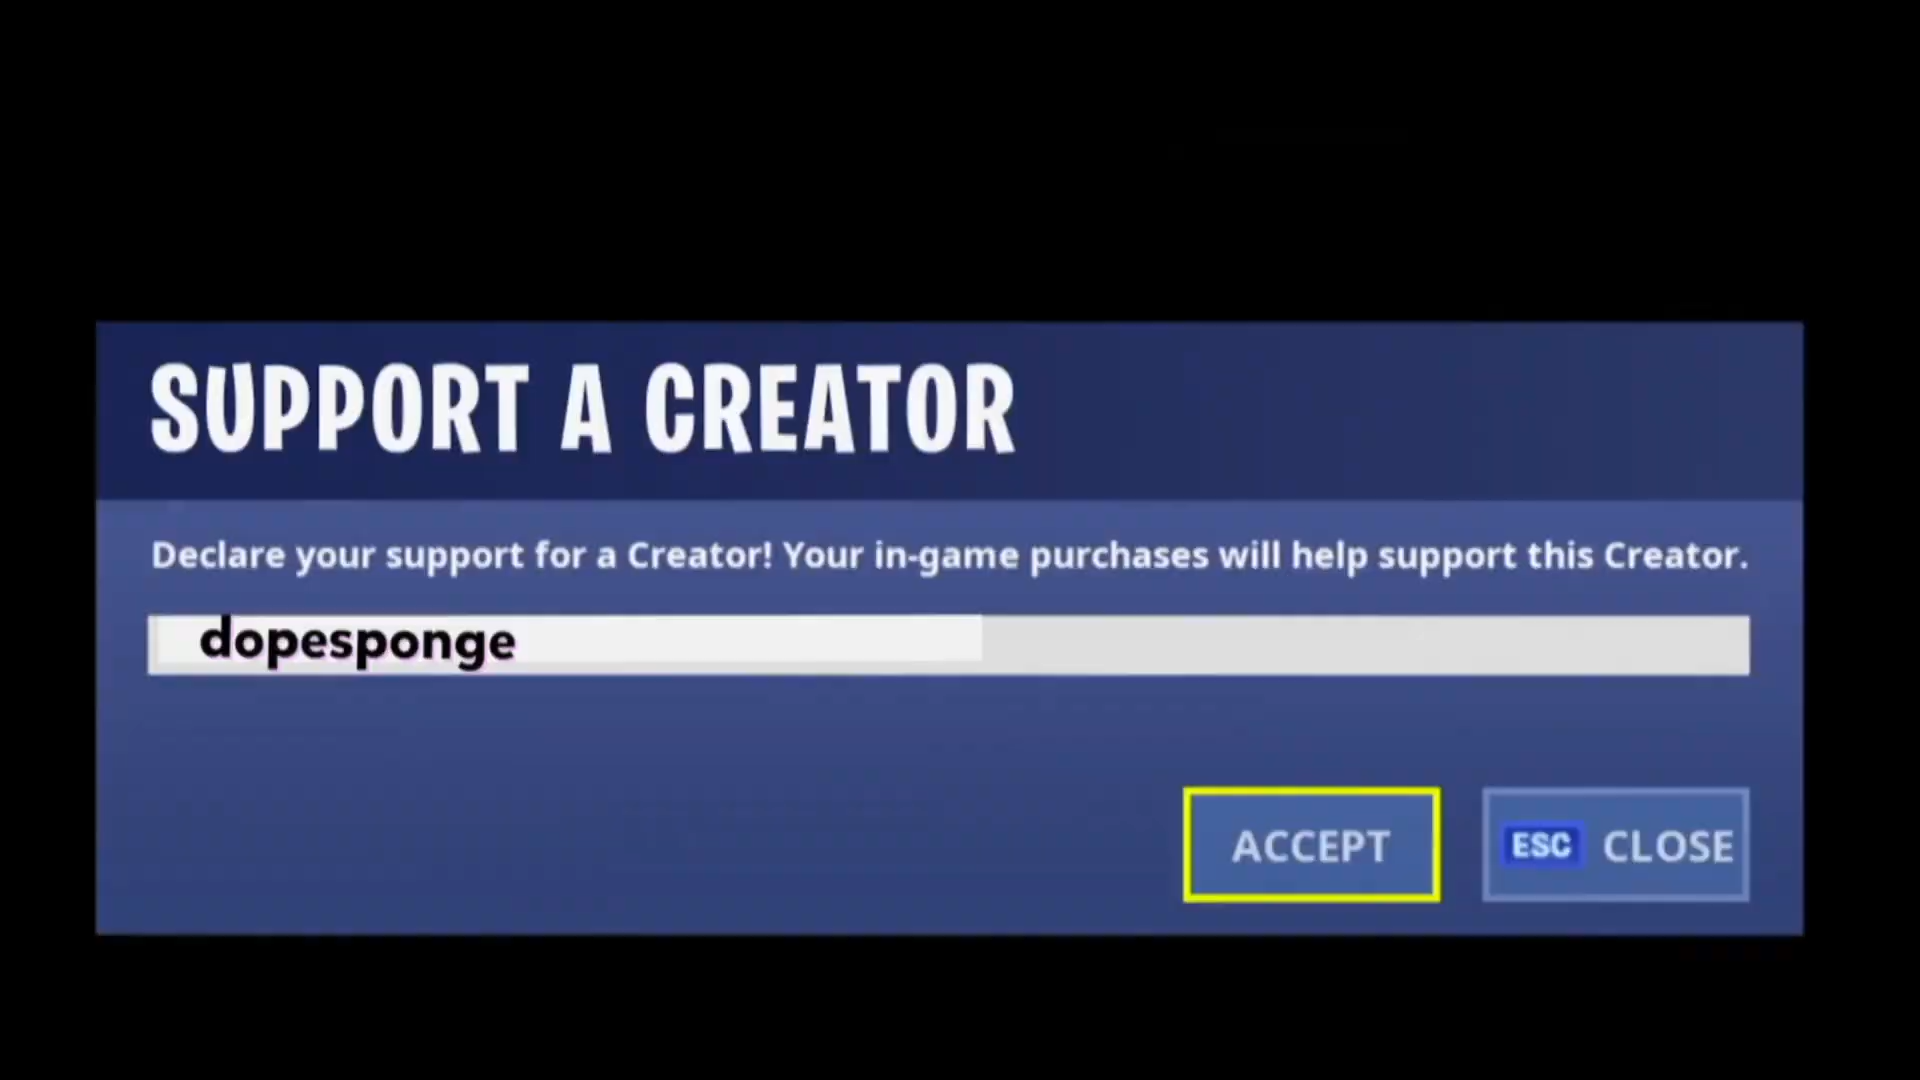 SUPPORT A CREATOR
Declare your support for a Creator! Your in-game purchases will help support this Creator.
dopesponge
ACCEPT
ESC CLOSE